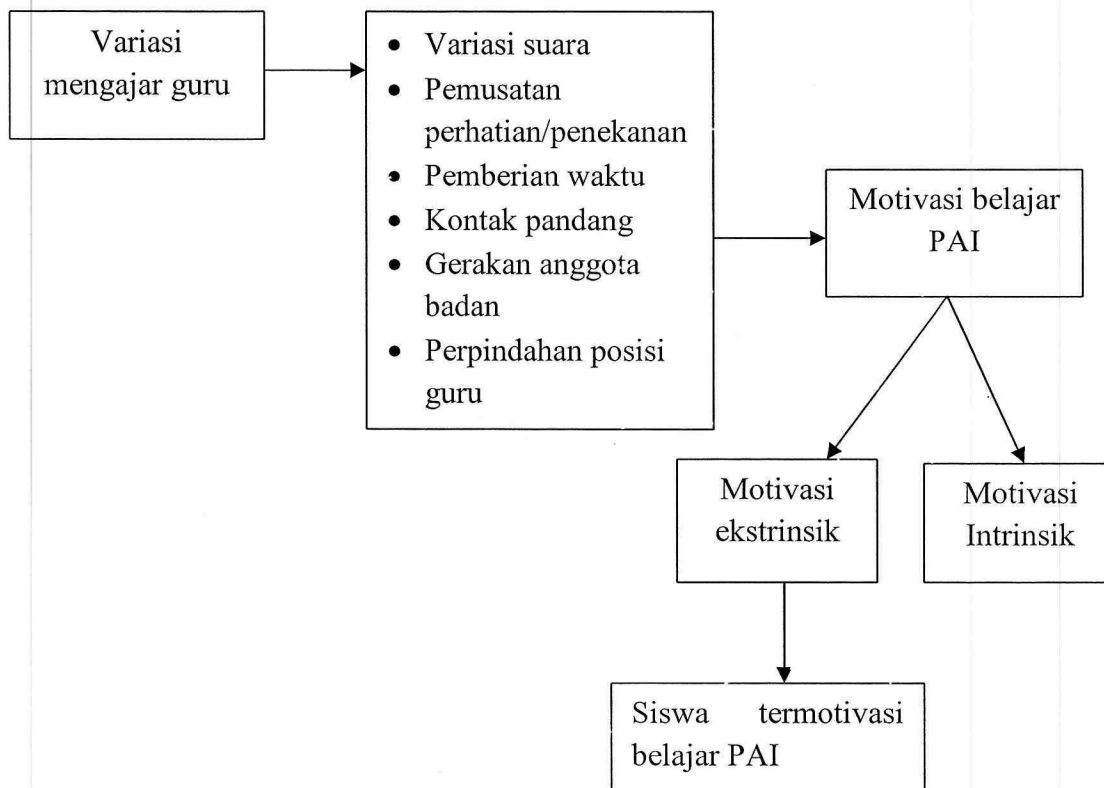 Variasi
mengajar guru
• Variasi suara
• Pemusatan
perhatian/penekanan
• Pemberian waktu
• Kontak pandang
• Gerakan anggota
badan
• Perpindahan posisi
guru
Motivasi belajar
PAI
Motivasi
ekstrinsik
Motivasi
Intrinsik
Siswa termotivasi
belajar PAI